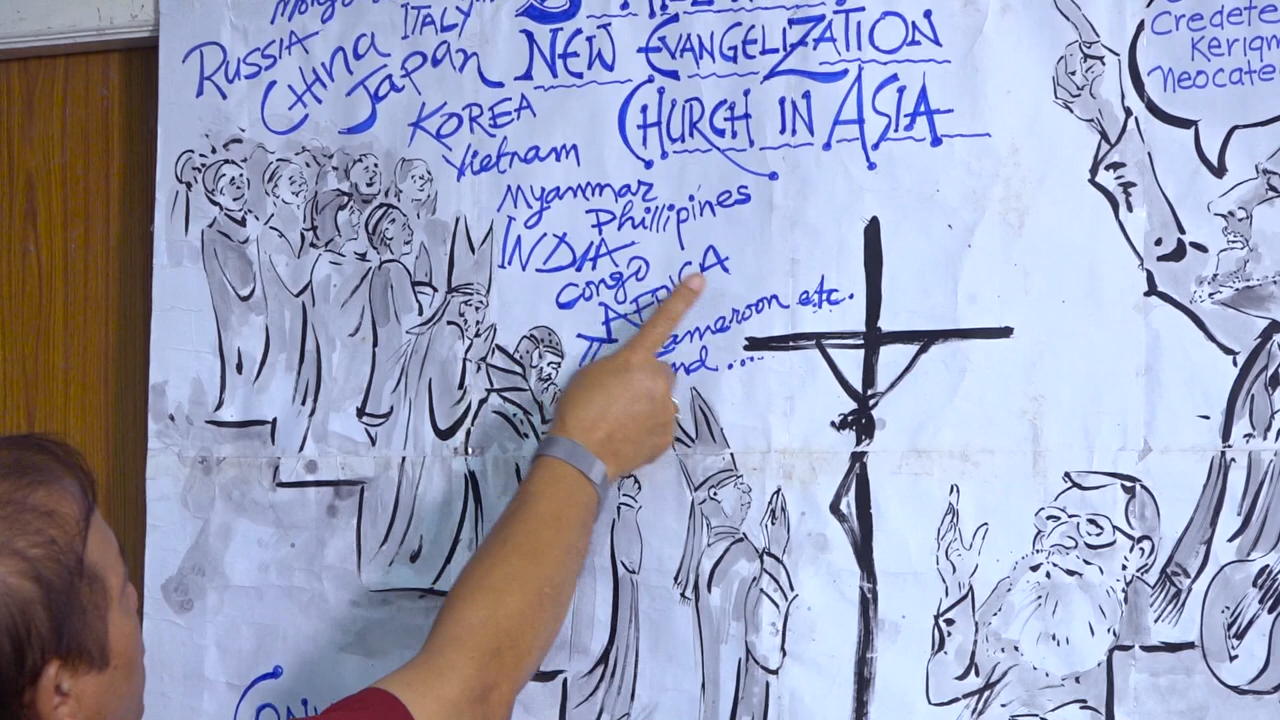 ITALY
RUSSIA
CHINA
Japan
NEW EVANGELIZATION
KOREA
CHURCH IN ASIA
Vietnam
Myanmar
Phillipines
INDIA
Congo
AFRICA
Cameroon etc.
Credete
Kerigm
Neocate